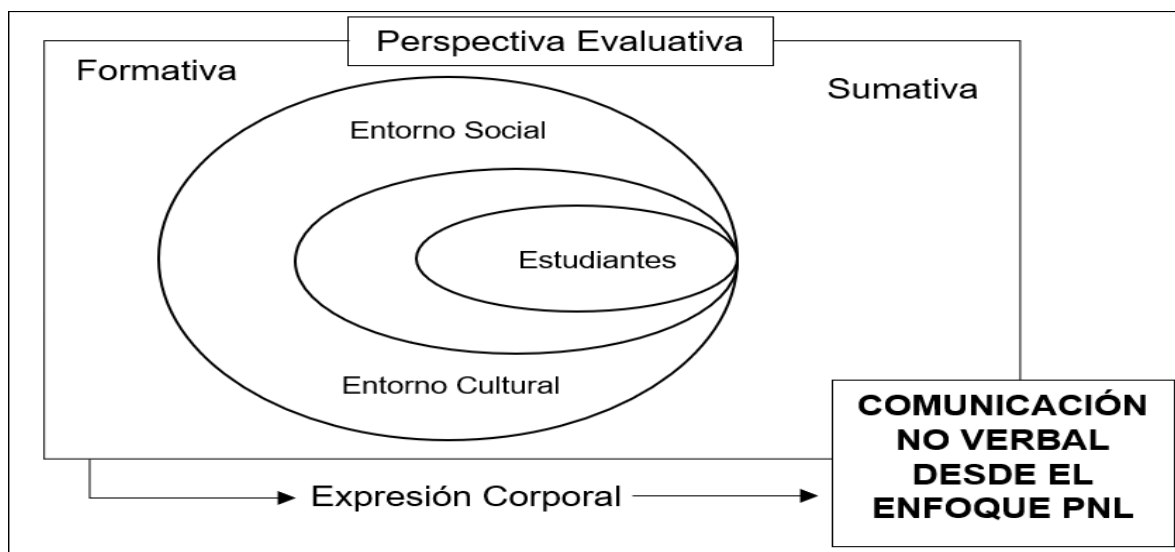 Perspectiva Evaluativa
Formativa
Sumativa
Entorno Social
Estudiantes
Entorno Cultural
COMUNICACIÓN
NO VERBAL
DESDE EL
ENFOQUE PNL
Expresión Corporal